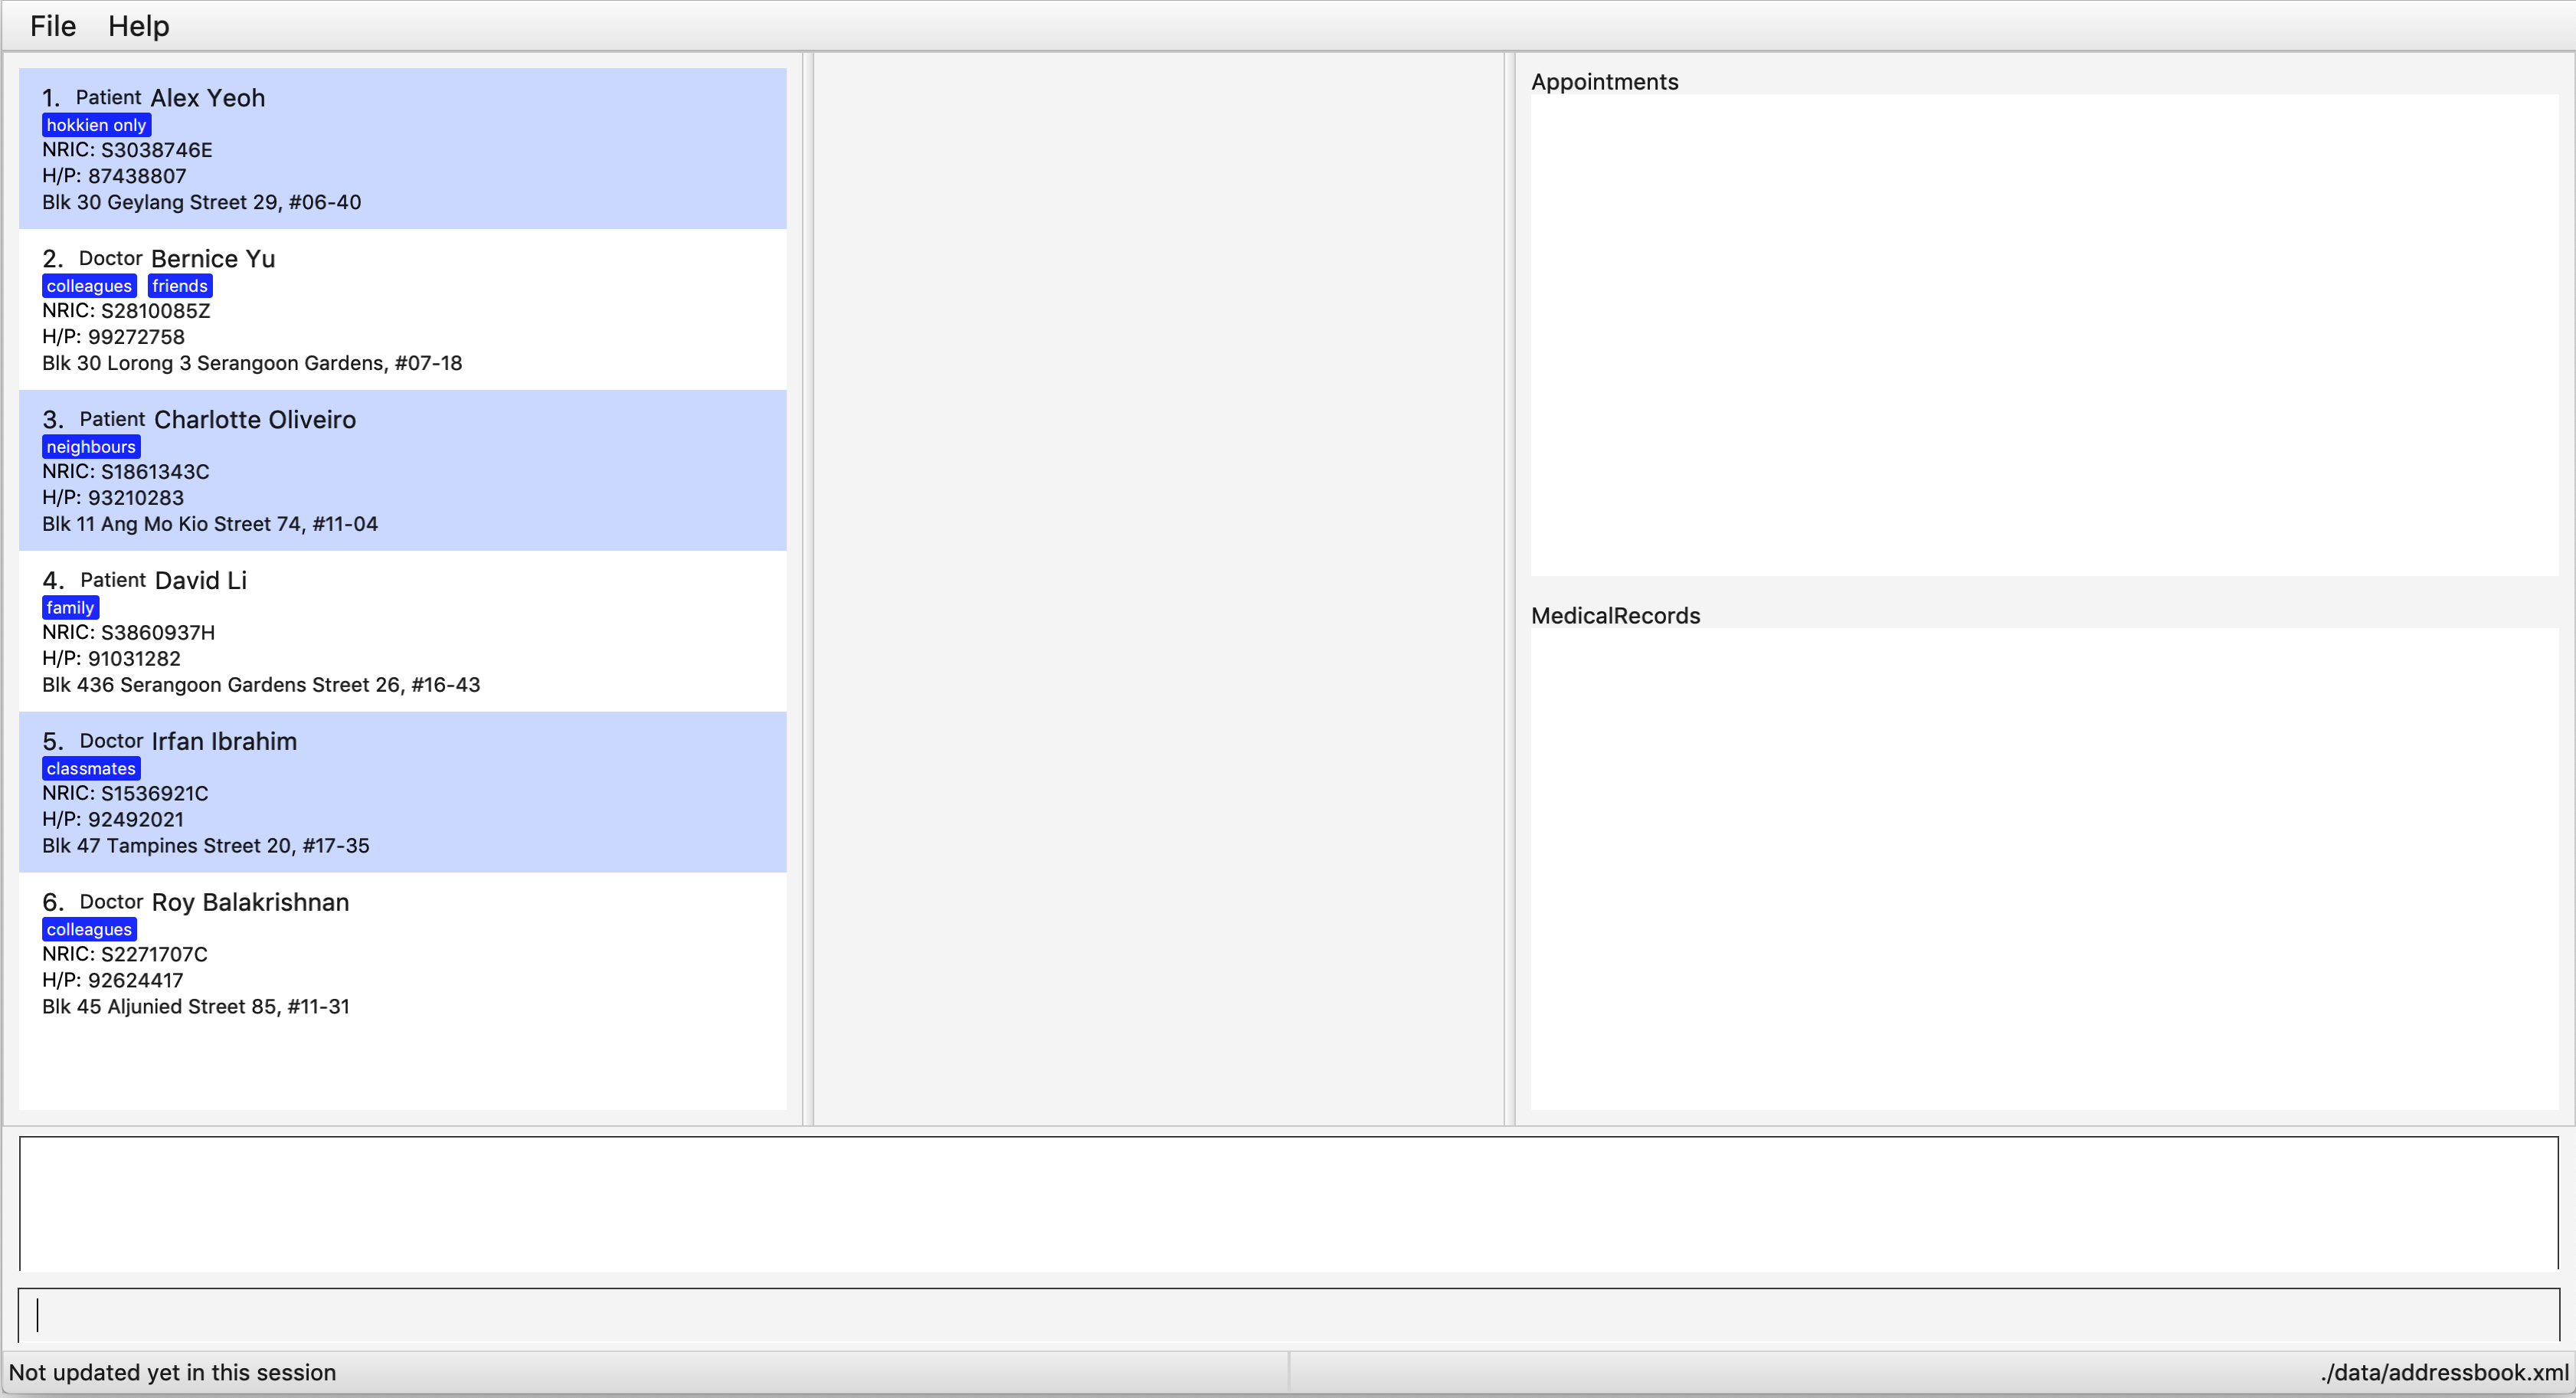 File Help
1. Patient Alex Yeoh
hokkien only
NRIC: S3038746E
H/P: 87438807
Blk 30 Geylang Street 29, #06-40
2. Doctor Bernice Yu
colleagues friends
NRIC: S2810085Z
H/P: 99272758
Blk 30 Lorong 3 Serangoon Gardens, #07-18
3. Patient Charlotte Oliveiro
neighbours
NRIC: S1861343C
H/P: 93210283
Blk 11 Ang Mo Kio Street 74, #11-04
4. Patient David Li
family
NRIC: S3860937H
H/P: 91031282
Blk 436 Serangoon Gardens Street 26, #16-43
5. Doctor Irfan Ibrahim
classmates
NRIC: S1536921C
H/P: 92492021
Blk 47 Tampines Street 20, #17-35
6. Doctor Roy Balakrishnan
colleagues
NRIC: S2271707C
H/P: 92624417
Blk 45 Aljunied Street 85, #11-31
Appointments
MedicalRecords
Not updated yet in this session
./data/addressbook.xml